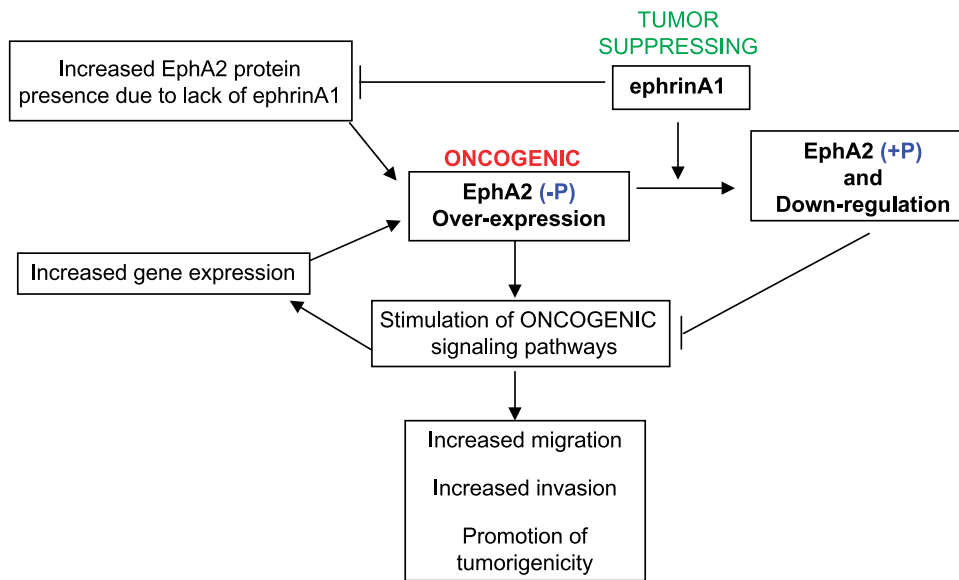 TUMOR
SUPPRESSING
Increased EphA2 protein
presence due to lack of ephrinA1
ephrinA1
ONCOGENIC
EphA2 (-P)
Over-expression
EphA2 (+P)
and
Down-regulation
Increased gene expression
Stimulation of ONCOGENIC
signaling pathways
Increased migration
Increased invasion
Promotion of
tumorigenicity